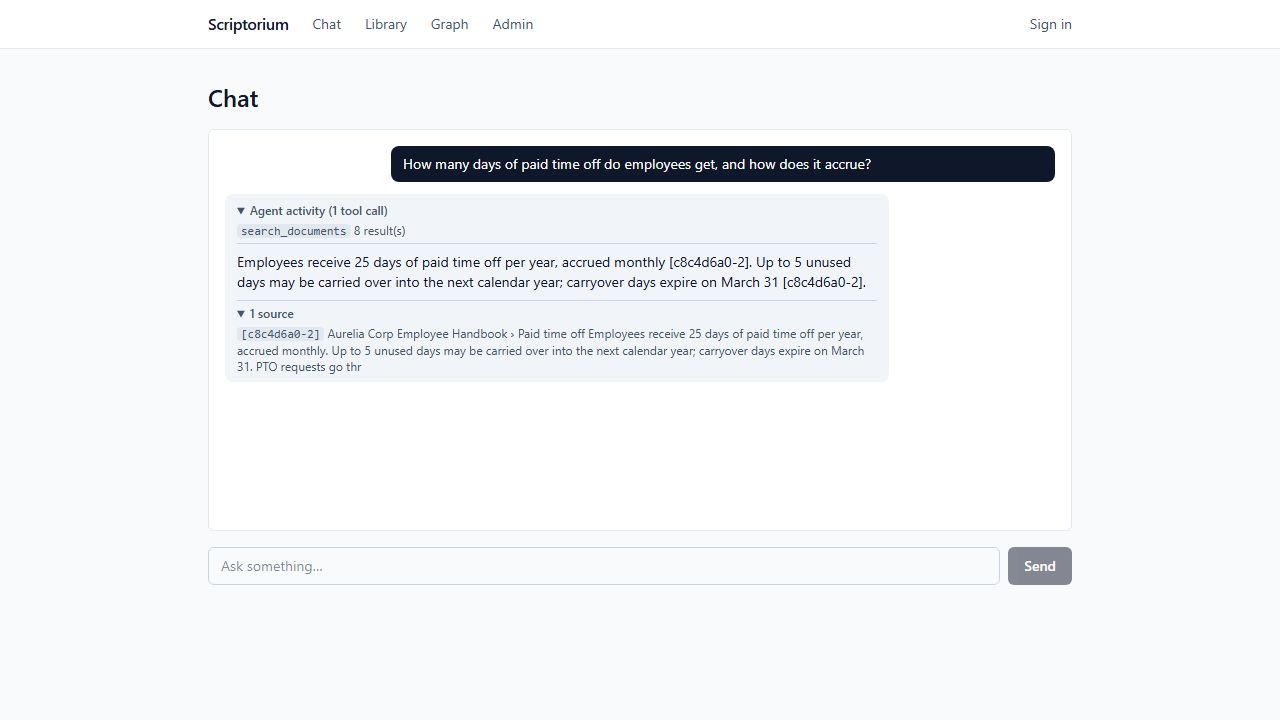 Scriptorium Chat Library Graph Admin Sign in
Chat
How many days of paid time off do employees get, and how does it accrue?
▼ Agent activity (1 tool call)
search_documents 8 result(s)
Employees receive 25 days of paid time off per year, accrued monthly [c8c4d6a0-2]. Up to 5 unused
days may be carried over into the next calendar year; carryover days expire on March 31 [c8c4d6a0-2].
▼ 1 source
[c8c4d6a0-2] Aurelia Corp Employee Handbook › Paid time off Employees receive 25 days of paid time off per year,
accrued monthly. Up to 5 unused days may be carried over into the next calendar year; carryover days expire on March
31. PTO requests go thr
Ask something... Send